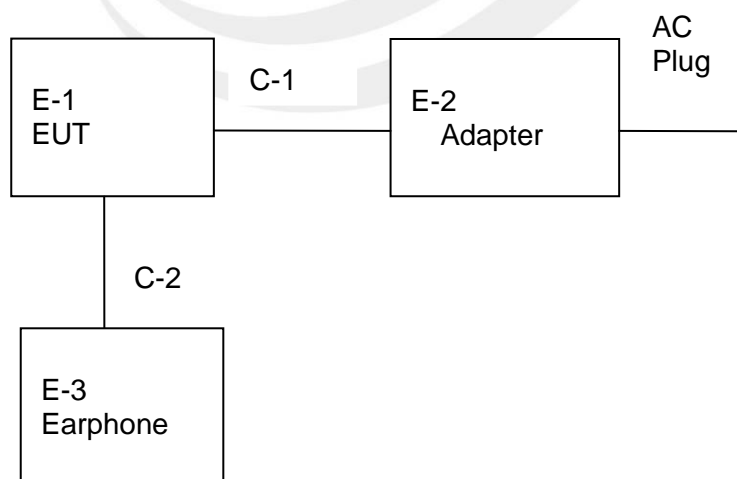 AC
Plug
C-1
E-1
EUT
E-2
Adapter
C-2
E-3
Earphone